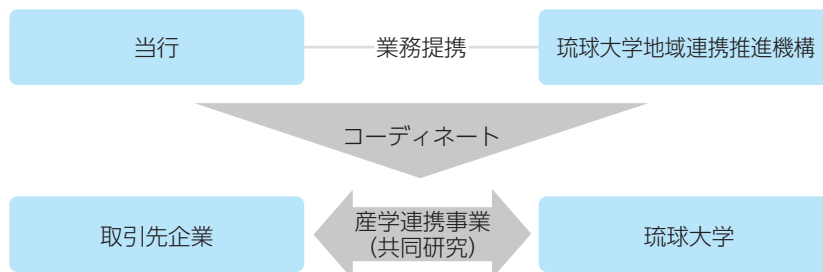 当行
業務提携
琉球大学地域連携推進機構
コーディネート
取引先企業
産学連携事業
(共同研究)
琉球大学